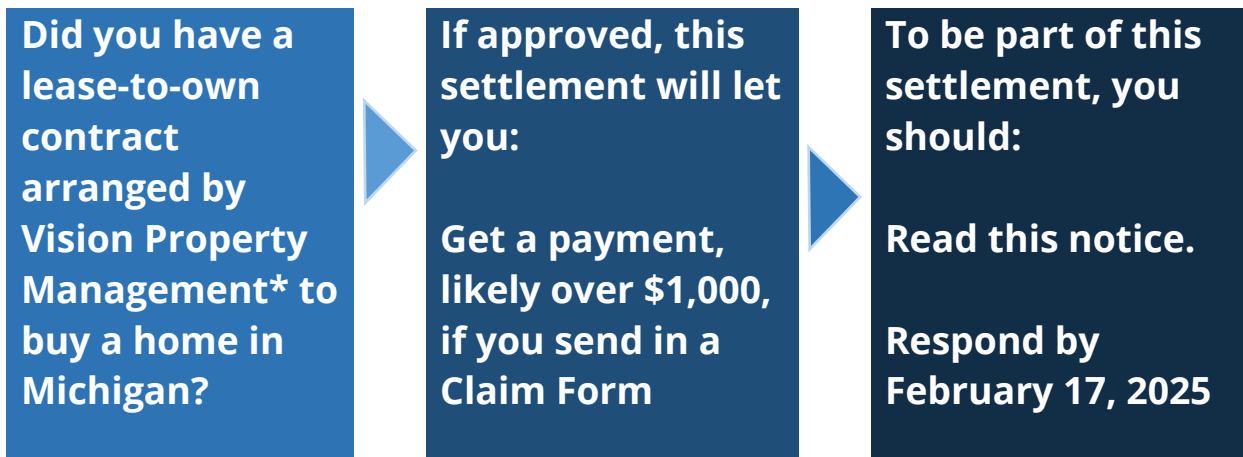 Did you have a
lease-to-own
contract
arranged by
Vision Property
Management* to
buy a home in
Michigan?
If approved, this
settlement will let
you:
Get a payment,
likely over $1,000,
if you send in a
Claim Form
To be part of this
settlement, you
should:
Read this notice.
Respond by
February 17, 2025